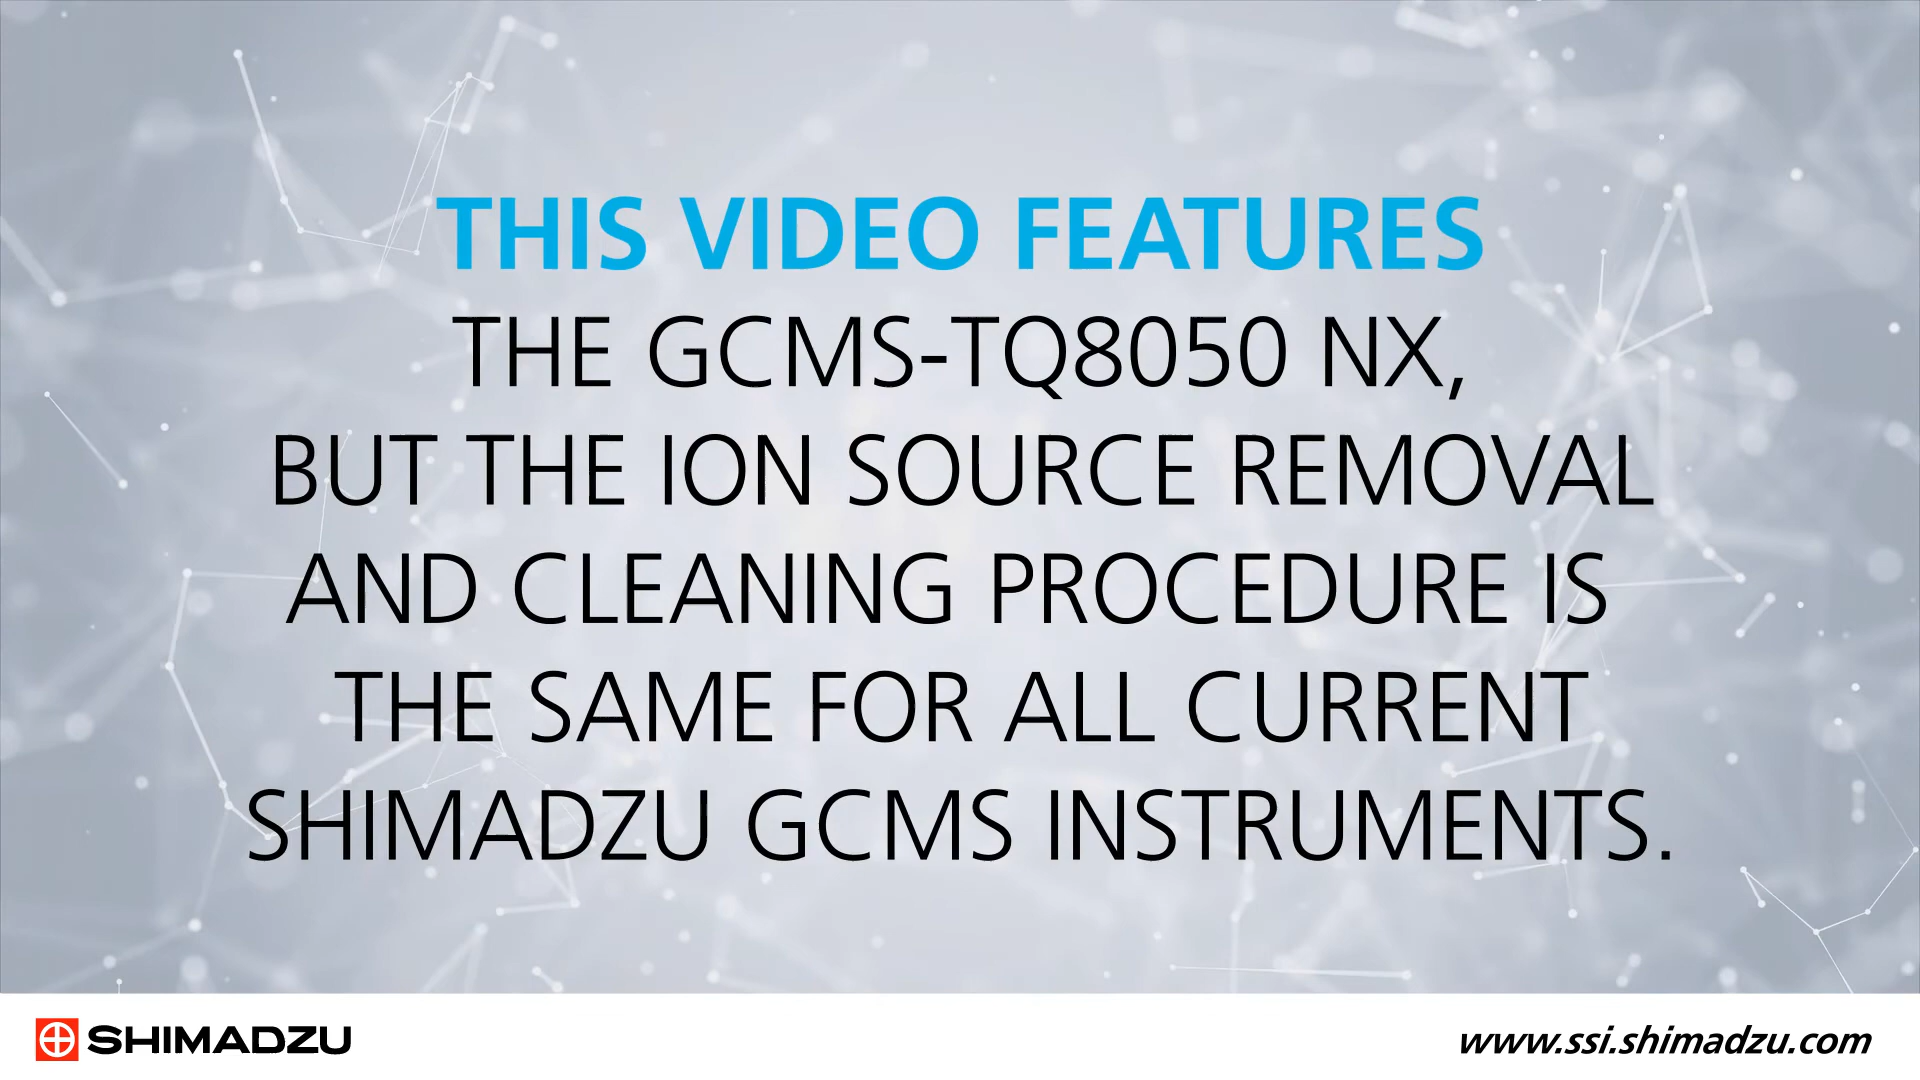 THIS VIDEO FEATURES
THE GCMS-TQ8050 NX,
BUT THE ION SOURCE REMOVAL
AND CLEANING PROCEDURE IS
THE SAME FOR ALL CURRENT
SHIMADZU GCMS INSTRUMENTS.
SHIMADZU
www.ssi.shimadzu.com